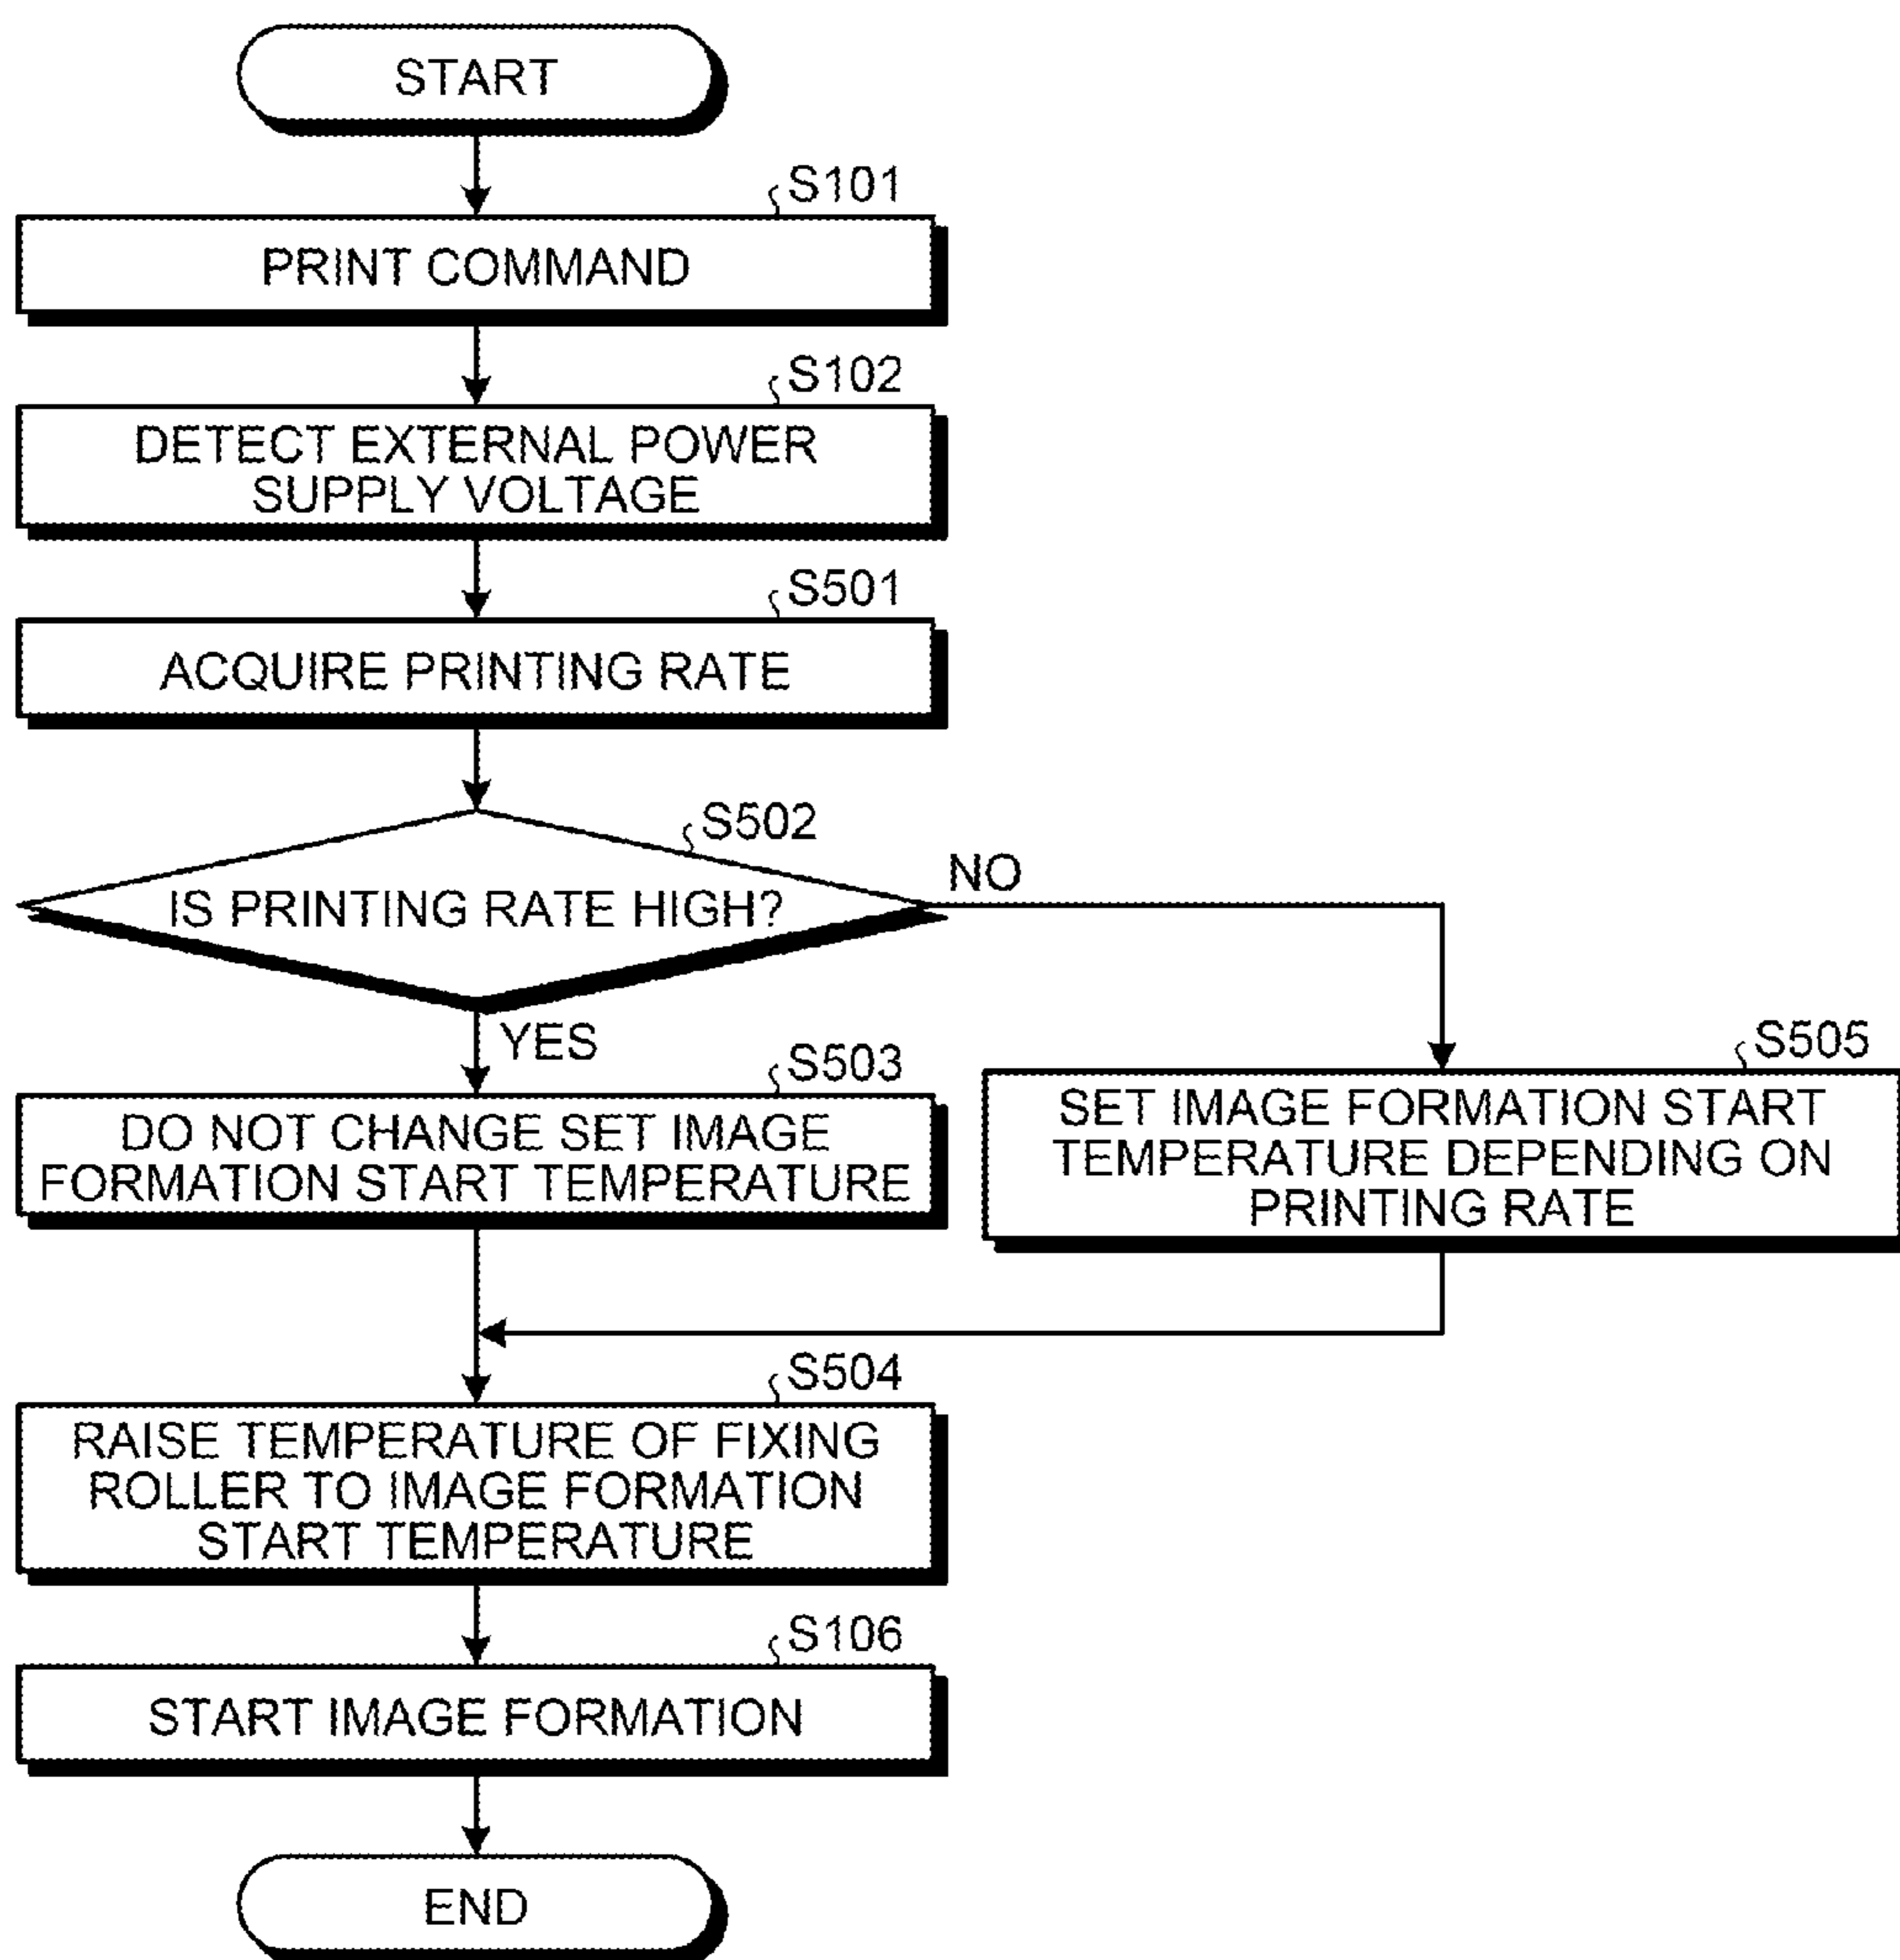 START
S101
PRINT COMMAND
S102
DETECT EXTERNAL POWER
SUPPLY VOLTAGE
S501
ACQUIRE PRINTING RATE
S502
IS PRINTING RATE HIGH?
NO
YES
S503
DO NOT CHANGE SET IMAGE
FORMATION START TEMPERATURE
S505
SET IMAGE FORMATION START
TEMPERATURE DEPENDING ON
PRINTING RATE
S504
RAISE TEMPERATURE OF FIXING
ROLLER TO IMAGE FORMATION
START TEMPERATURE
S106
START IMAGE FORMATION
END